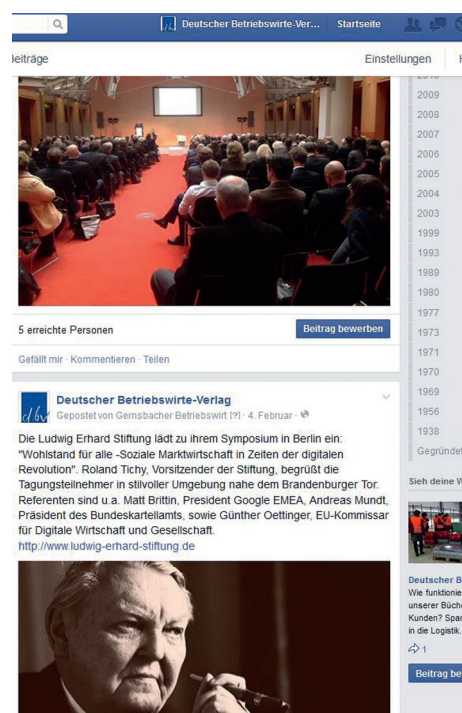 Deutscher Betriebswirte-Ver... Startseite
Beiträge
Einstellungen
2009
2008
2007
2006
2005
2004
2003
1999
1993
1989
1980
1977
1973
1971
1970
1969
1956
1938
Gegründet
5 erreichte Personen
Beitrag bewerben
Gefällt mir · Kommentieren · Teilen
dbv
Deutscher Betriebswirte-Verlag
Gepostet von Gernsbacher Betriebswirt [?] · 4. Februar ·
Die Ludwig Erhard Stiftung lädt zu ihrem Symposium in Berlin ein:
"Wohlstand für alle -Soziale Marktwirtschaft in Zeiten der digitalen
Revolution". Roland Tichy, Vorsitzender der Stiftung, begrüßt die
Tagungsteilnehmer in stilvoller Umgebung nahe dem Brandenburger Tor.
Referenten sind u.a. Matt Brittin, President Google EMEA, Andreas Mundt,
Präsident des Bundeskartellamts, sowie Günther Oettinger, EU-Kommissar
für Digitale Wirtschaft und Gesellschaft.
http://www.ludwig-erhard-stiftung.de
Sieh deine W
Deutscher B
Wie funktionie
unserer Büche
Kunden? Span
in die Logistik.
1
Beitrag be